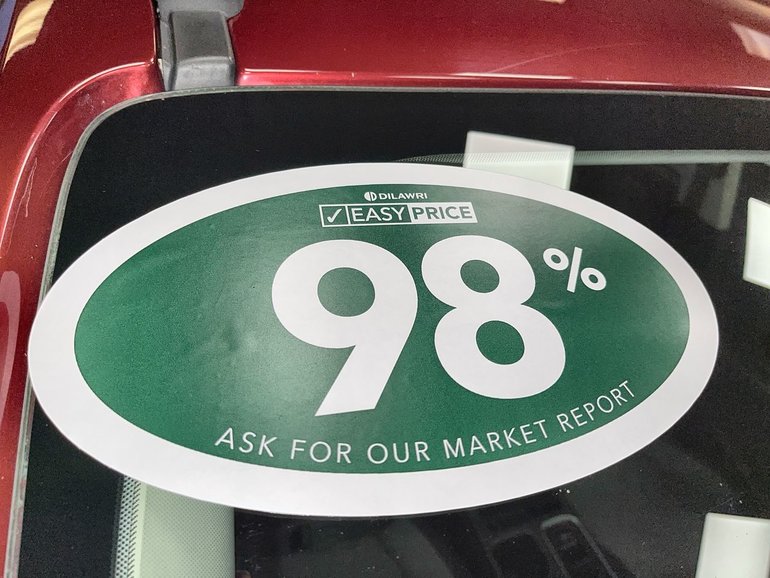 DILAWRI
✓ EASY PRICE
98%
ASK FOR OUR MARKET REPORT